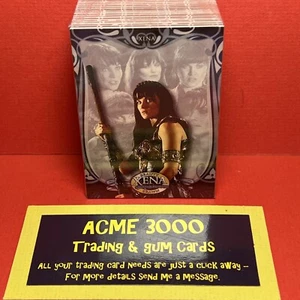 XENA
XENA
ACME 3000
Trading & Gum Cards
All your trading card needs are just a click away –
For more details send me a message.